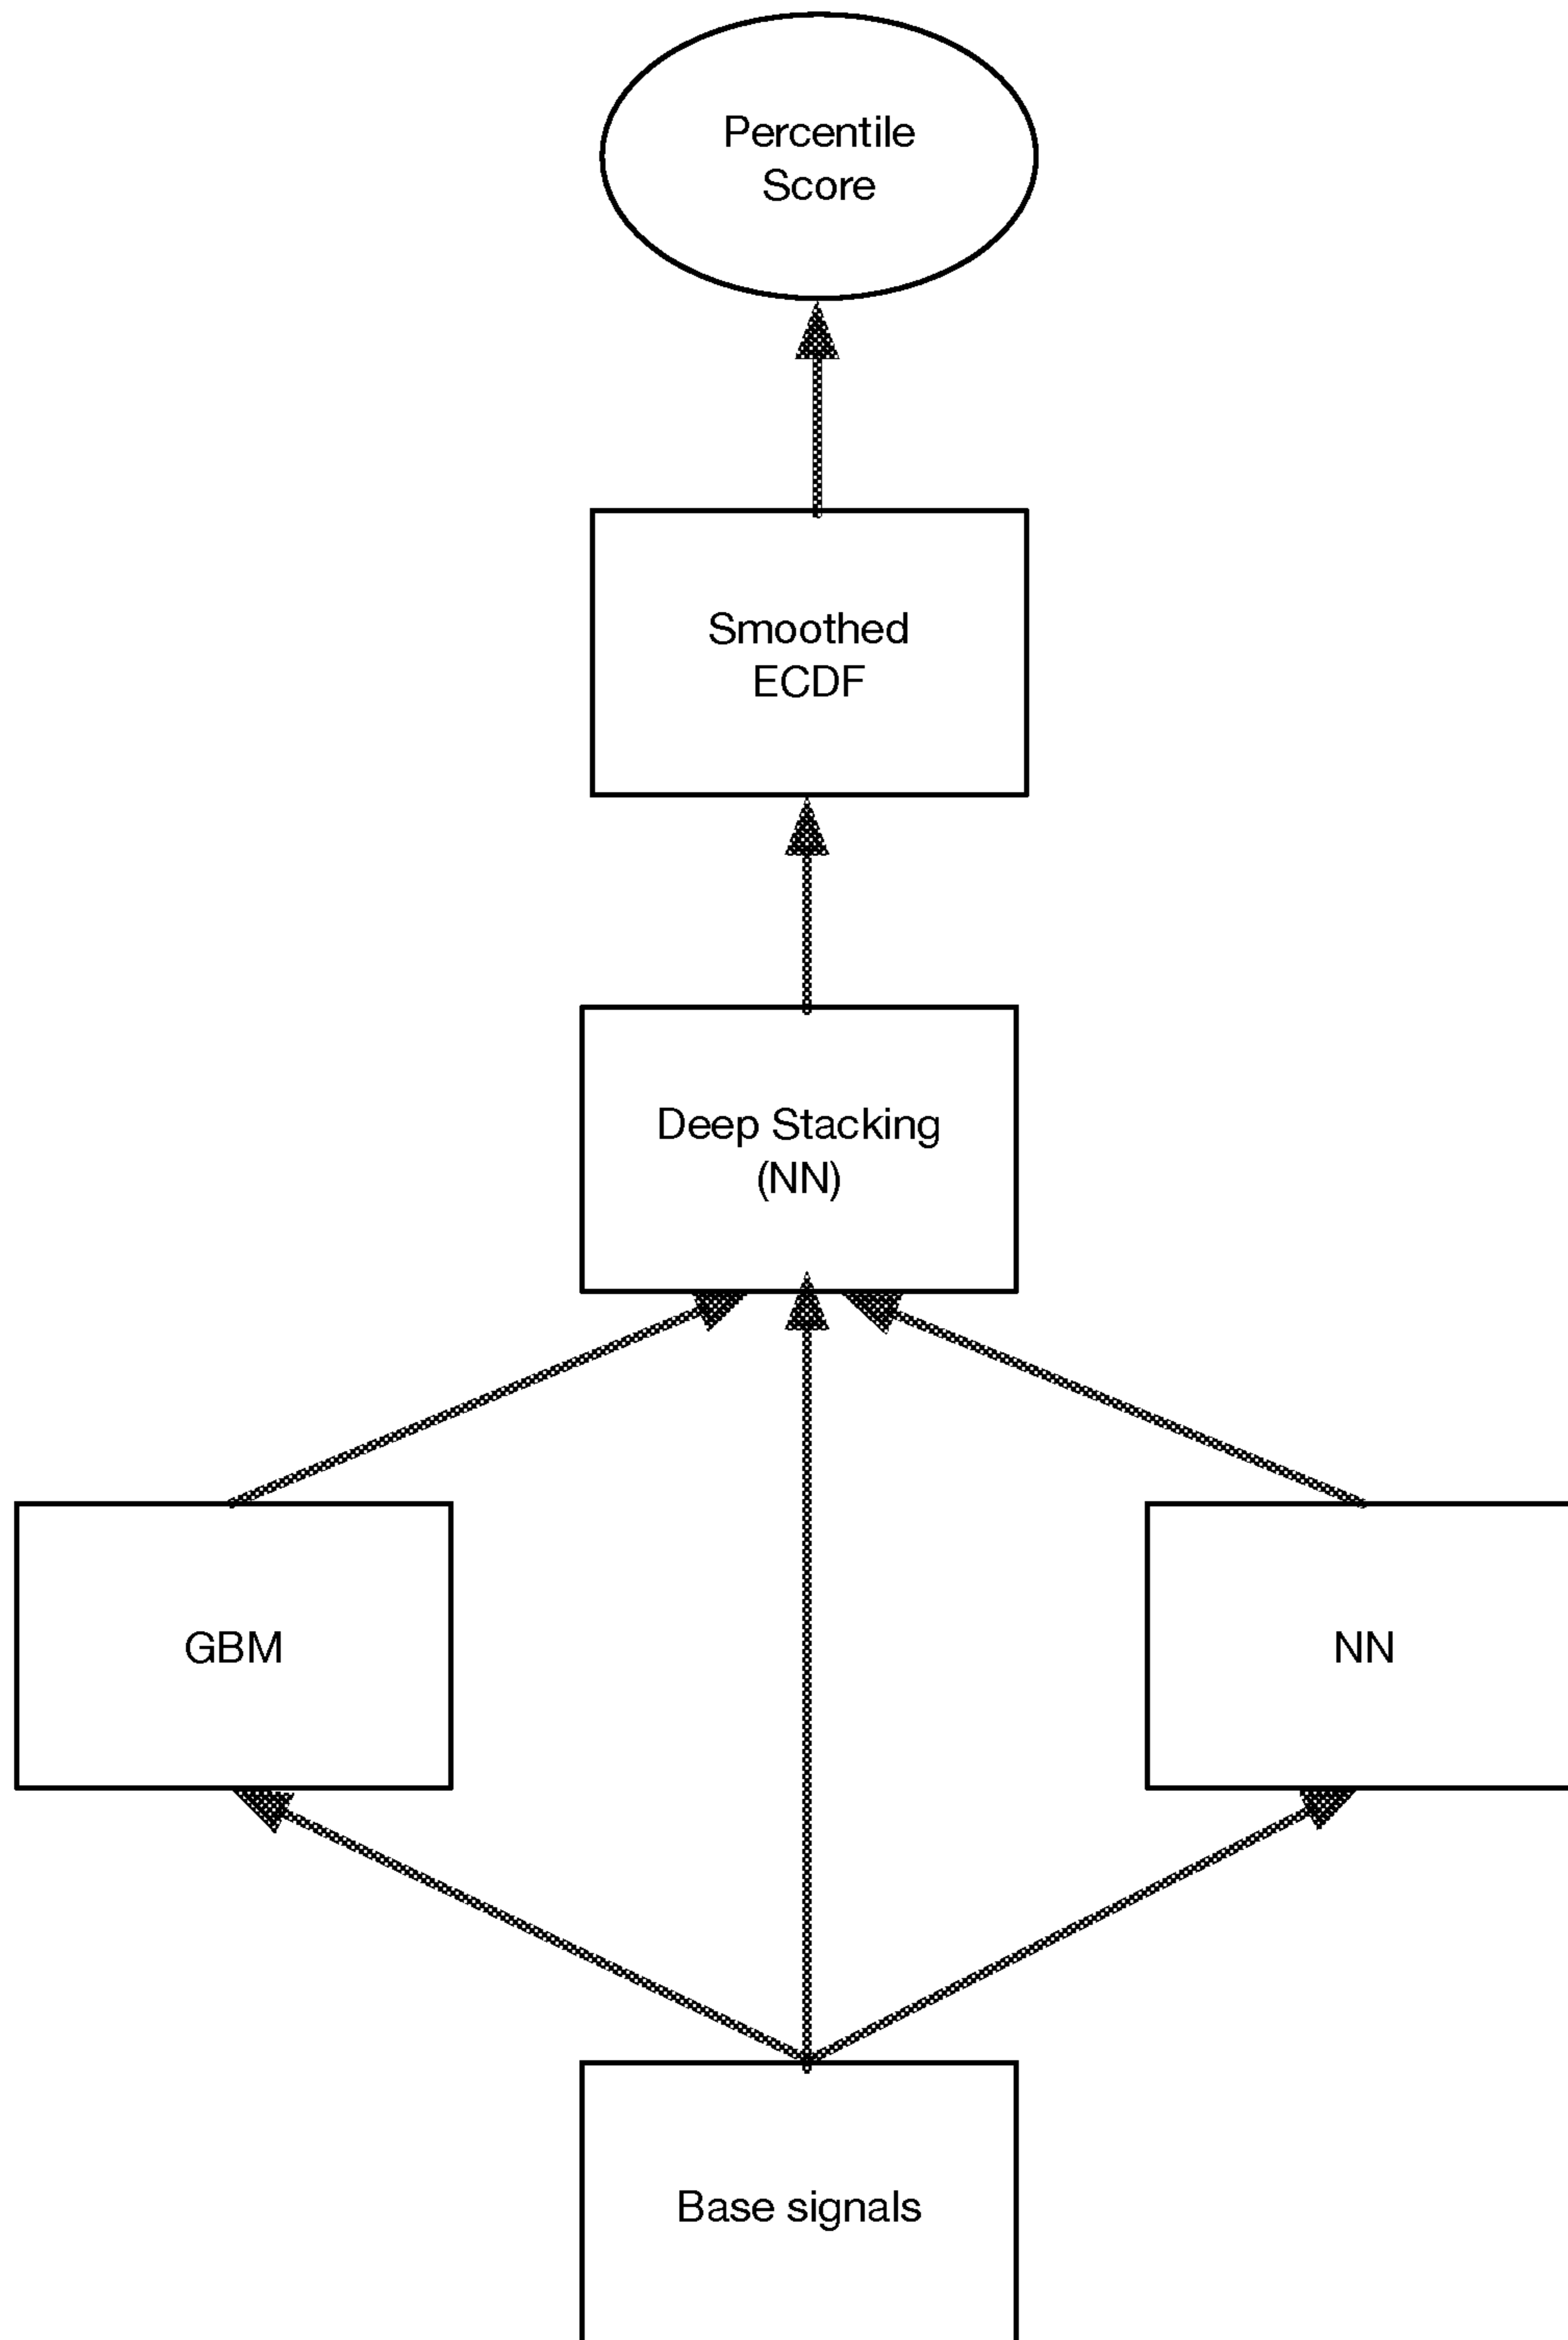 Percentile
Score
Smoothed
ECDF
Deep Stacking
(NN)
GBM
NN
Base signals